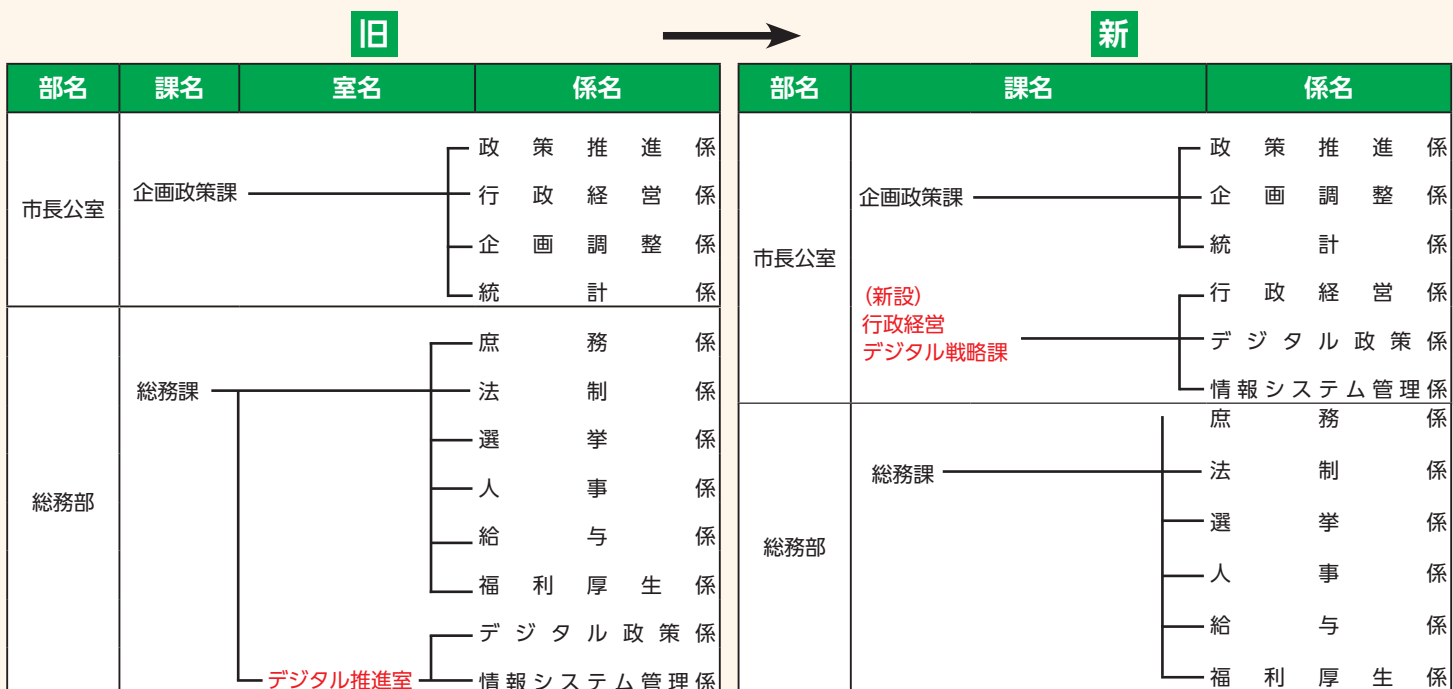 旧
部名 課名 室名 係名
市長公室
企画政策課
政策推進係
行政経営係
企画調整係
統計係
総務部
総務課
庶務係
法制係
選挙係
人事係
給与係
福利厚生係
デジタル推進室
デジタル政策係
情報システム管理係
新
部名 課名 係名
市長公室
企画政策課
政策推進係
企画調整係
統計係
(新設)
行政経営
デジタル戦略課
行政経営係
デジタル政策係
情報システム管理係
総務部
総務課
庶務係
法制係
選挙係
人事係
給与係
福利厚生係